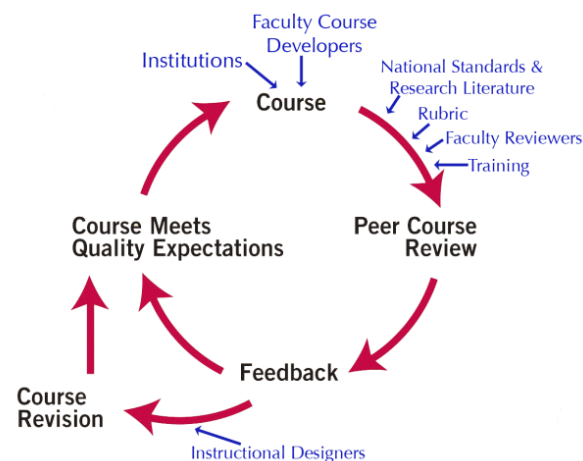 Faculty Course
Developers
Institutions
Course
National Standards &
Research Literature
Rubric
Faculty Reviewers
Training
Course Meets
Quality Expectations
Peer Course
Review
Feedback
Course
Revision
Instructional Designers